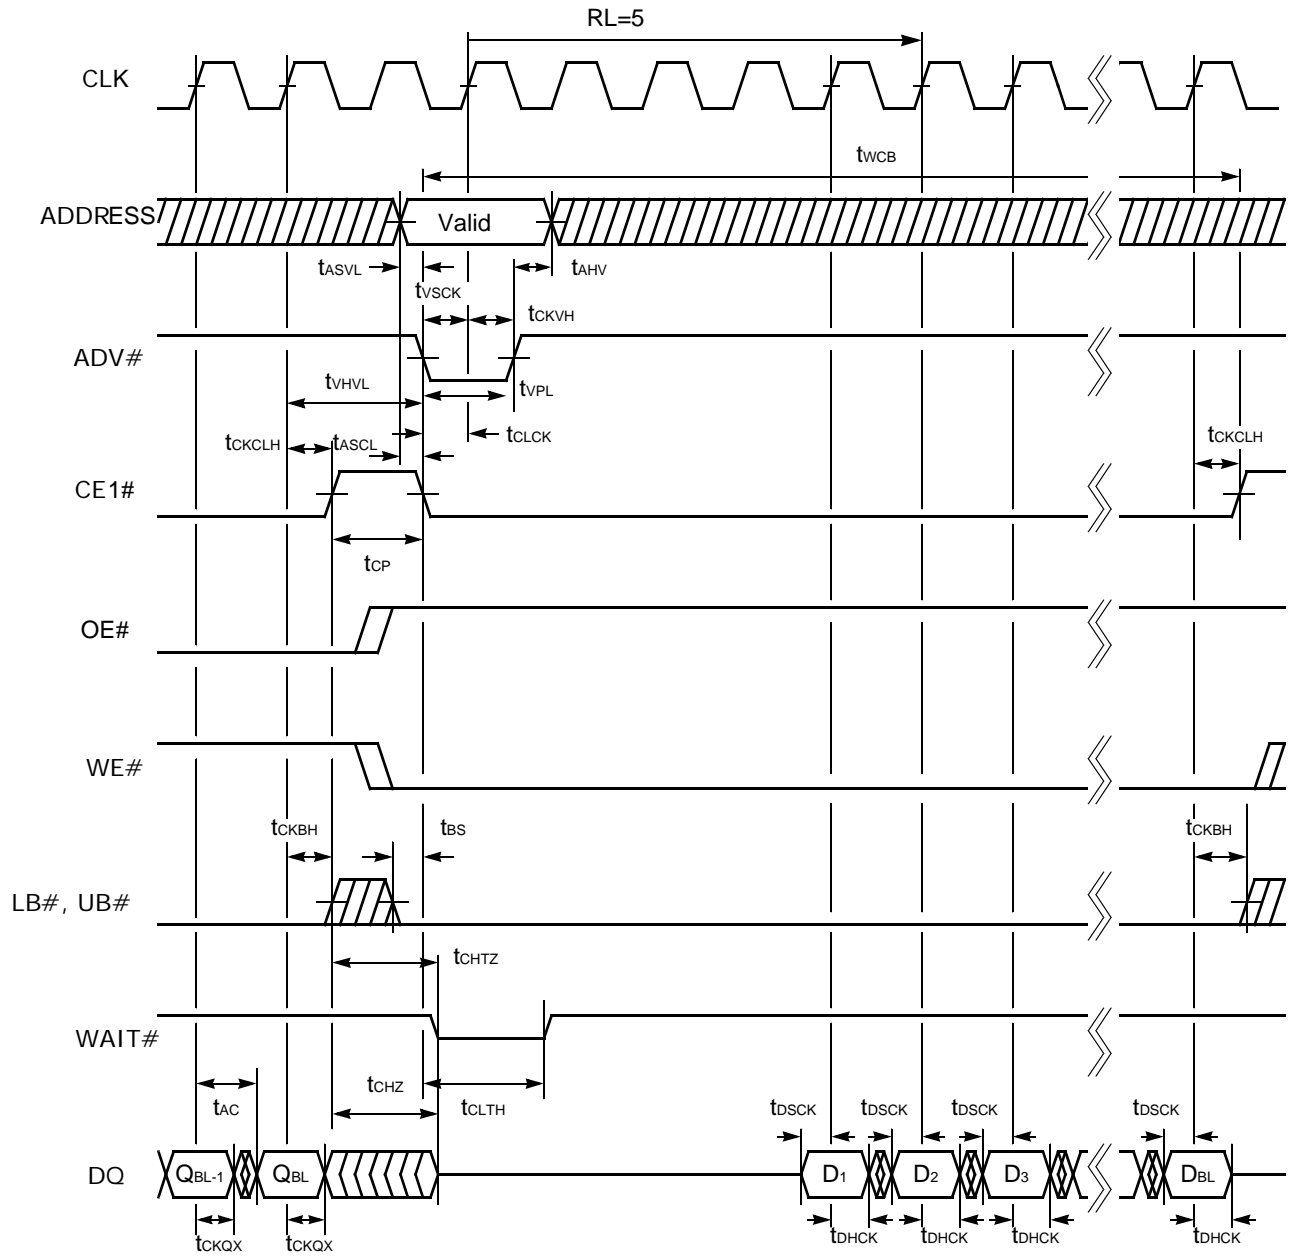 RL=5
CLK
tWCB
ADDRESS
Valid
tASVL
tAHV
tVSCK
tCKVH
ADV#
tVHVL
tVPL
tCKCLH
tASCL
tCLCK
tCKCLH
CE1#
tCP
OE#
WE#
tCKBH
tBS
tCKBH
LB#, UB#
tCHTZ
WAIT#
tCHZ
tAC
tCLTH
tDSCK
tDSCK
tDSCK
tDSCK
DQ
QBL-1
QBL
D1
D2
D3
DBL
tCKQX
tCKQX
tDHCK
tDHCK
tDHCK
tDHCK